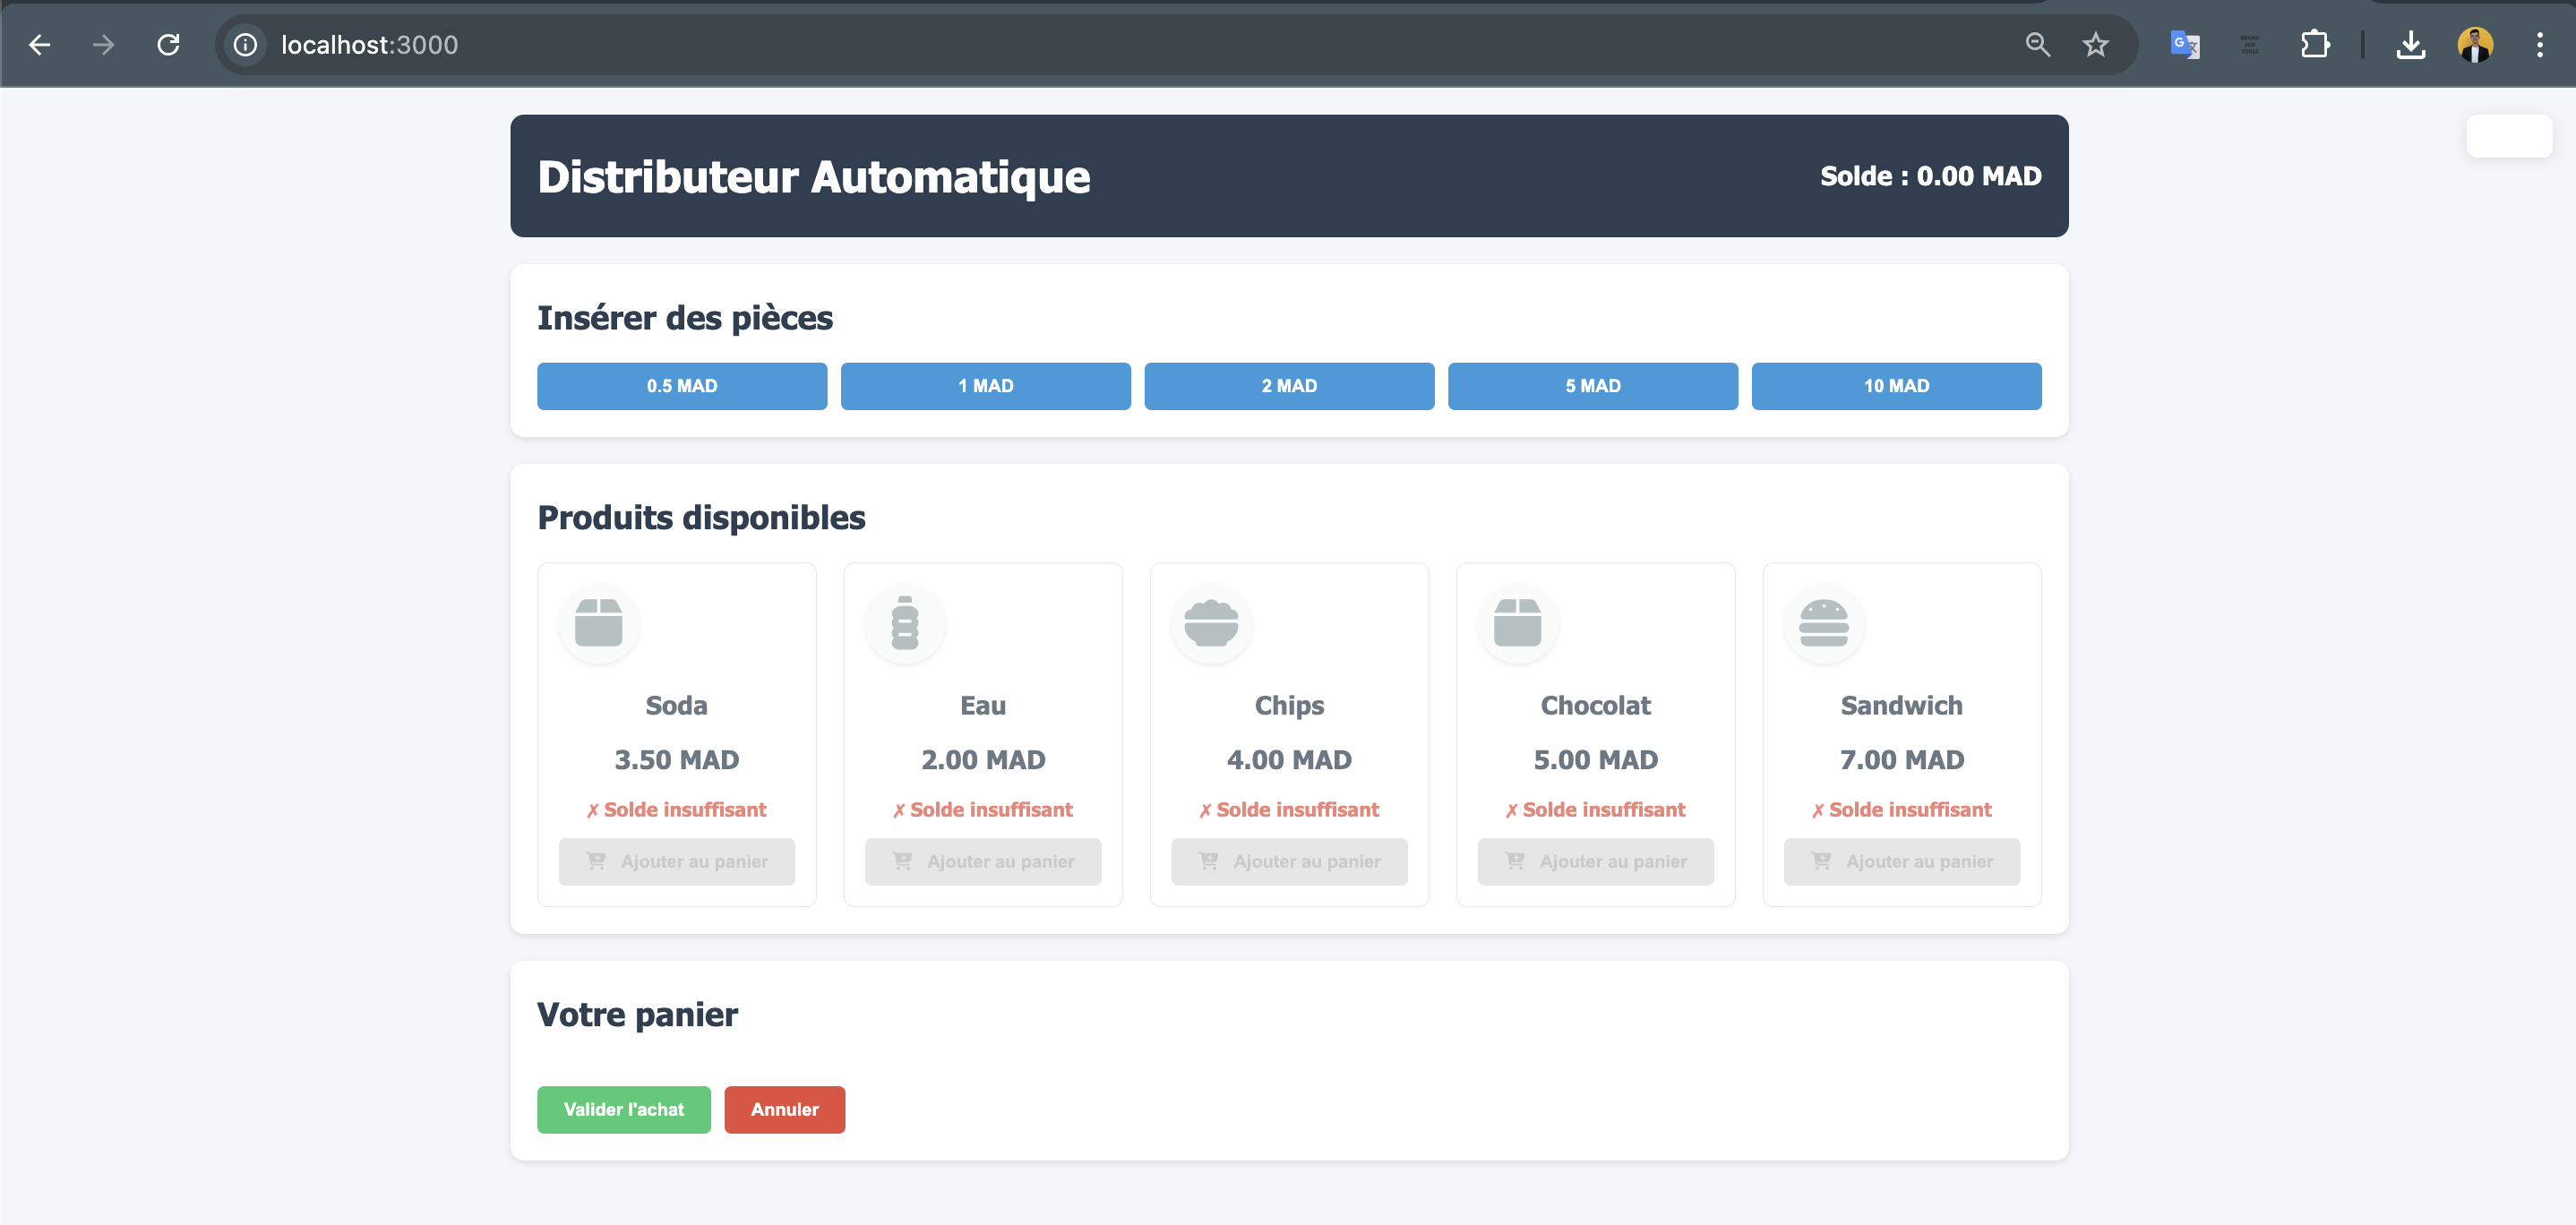 localhost:3000
Distributeur Automatique
Solde : 0.00 MAD
Insérer des pièces
0.5 MAD
1 MAD
2 MAD
5 MAD
10 MAD
Produits disponibles
Soda
3.50 MAD
✗ Solde insuffisant
Ajouter au panier
Eau
2.00 MAD
✗ Solde insuffisant
Ajouter au panier
Chips
4.00 MAD
✗ Solde insuffisant
Ajouter au panier
Chocolat
5.00 MAD
✗ Solde insuffisant
Ajouter au panier
Sandwich
7.00 MAD
✗ Solde insuffisant
Ajouter au panier
Votre panier
Valider l'achat
Annuler